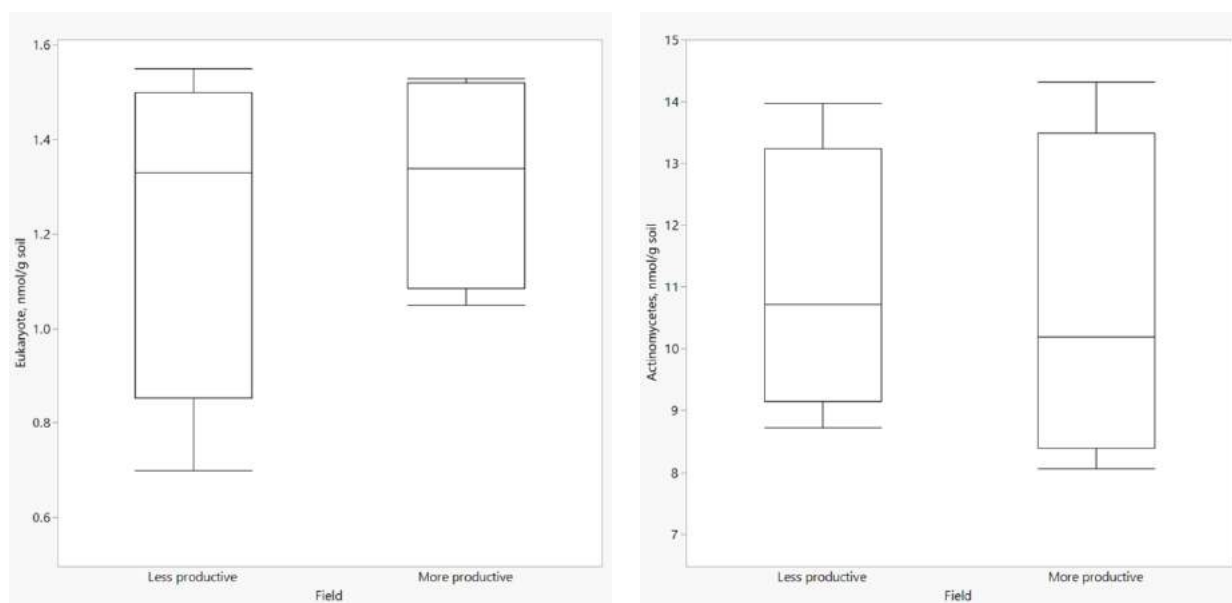 Eukaryote, nmol/g soil
1.6
1.4
1.2
1.0
0.8
0.6
Less productive
More productive
Field
Actinomycetes, nmol/g soil
15
14
13
12
11
10
9
8
7
Less productive
More productive
Field